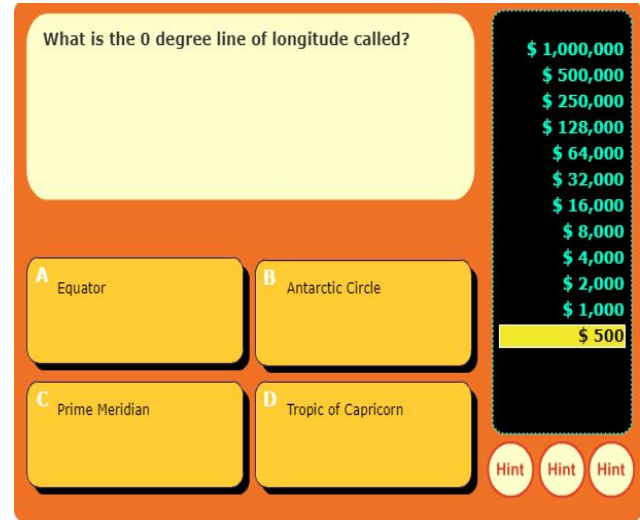 What is the 0 degree line of longitude called?
$ 1,000,000
$ 500,000
$ 250,000
$ 128,000
$ 64,000
$ 32,000
$ 16,000
$ 8,000
$ 4,000
$ 2,000
$ 1,000
$ 500
A
Equator
B
Antarctic Circle
C
Prime Meridian
D
Tropic of Capricorn
Hint
Hint
Hint